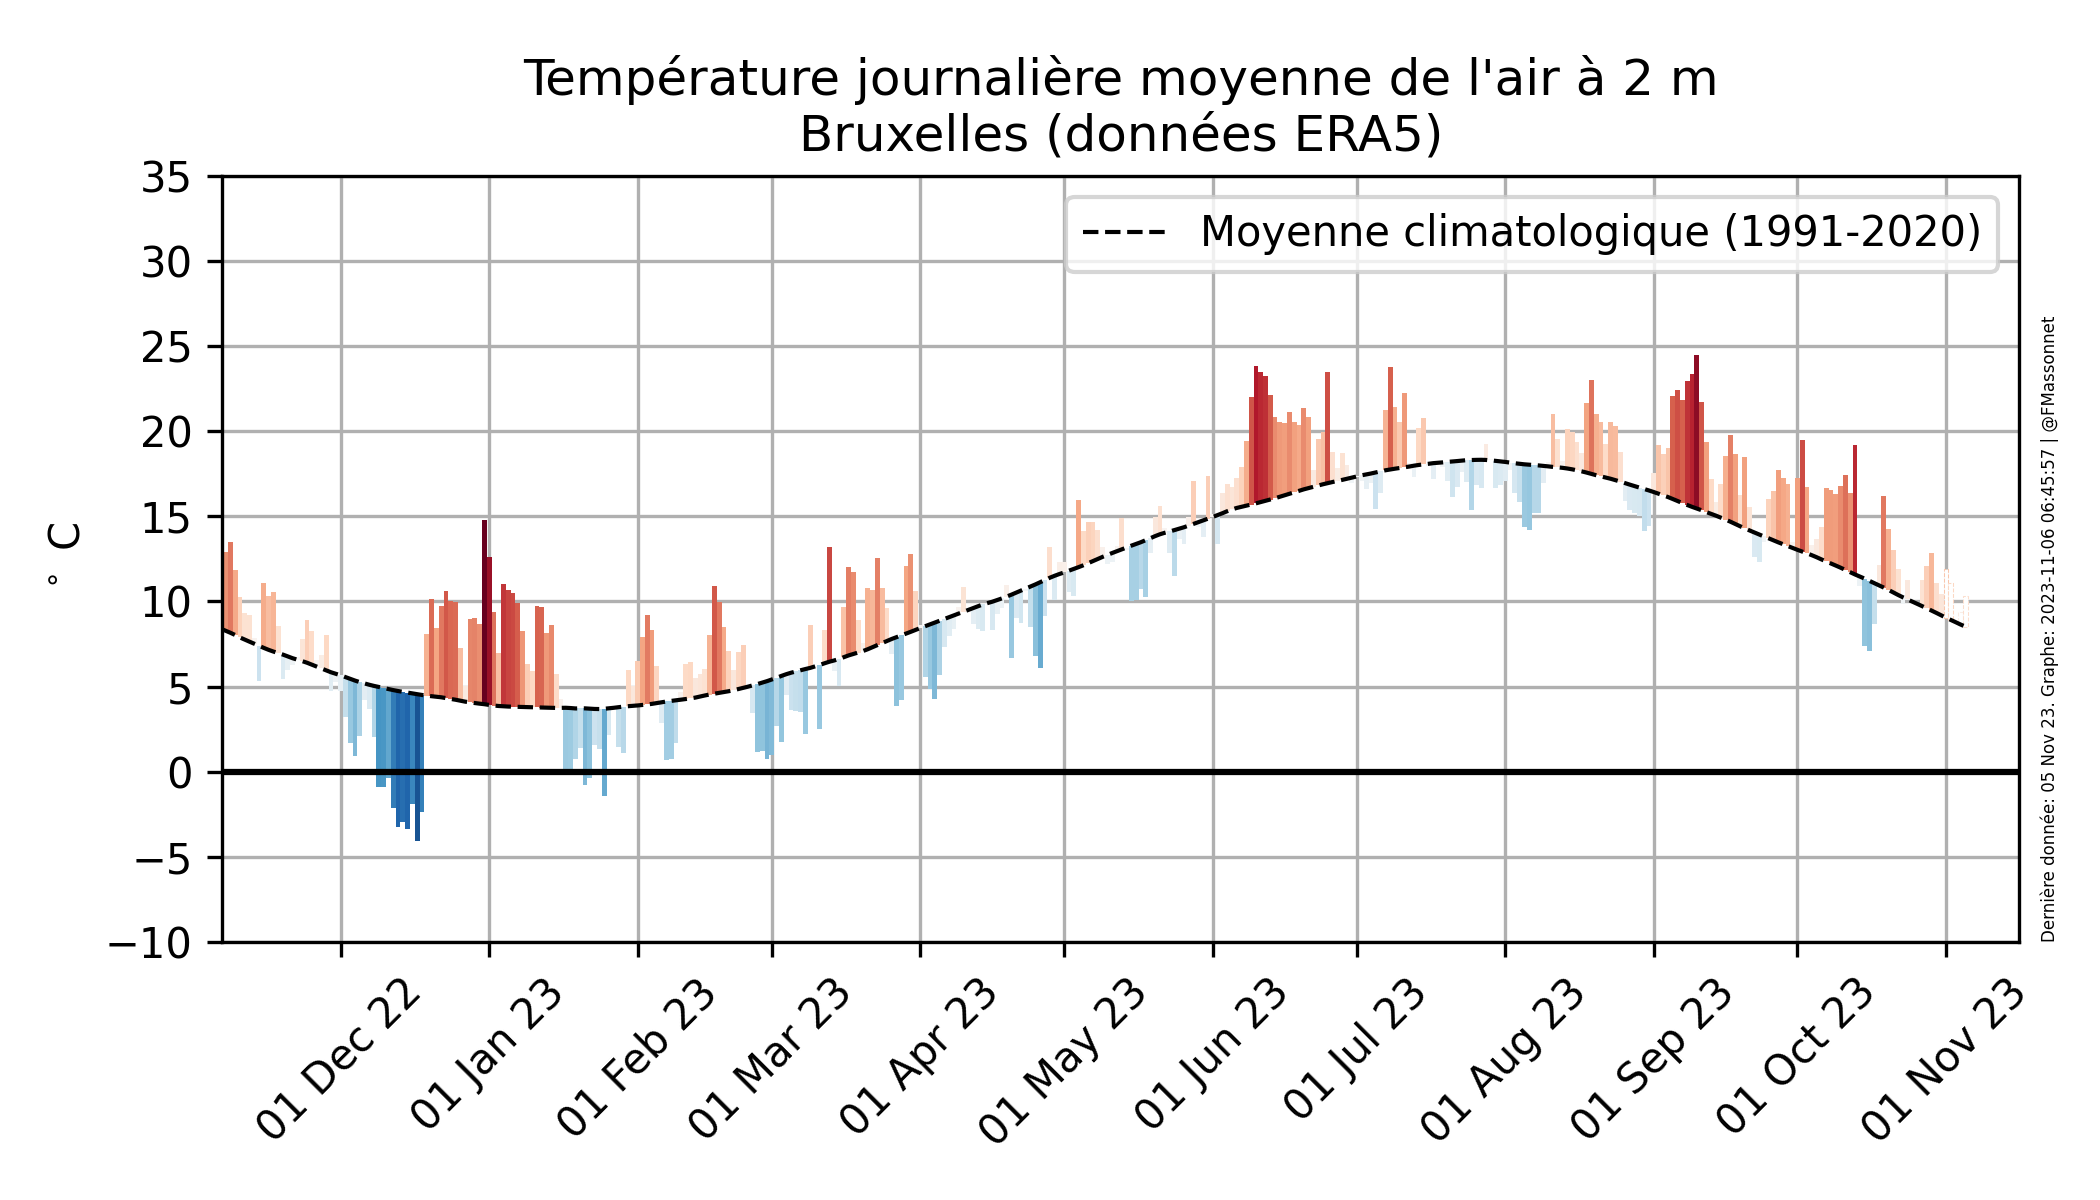 Température journalière moyenne de l'air à 2 m
Bruxelles (données ERA5)
35
30
25
20
15
10
5
0
−5
−10
° C
Moyenne climatologique (1991-2020)
01 Dec 22
01 Jan 23
01 Feb 23
01 Mar 23
01 Apr 23
01 May 23
01 Jun 23
01 Jul 23
01 Aug 23
01 Sep 23
01 Oct 23
01 Nov 23
Dernière donnée: 05 Nov 23. Graphe: 2023-11-06 06:45:57 | @FMassonnet